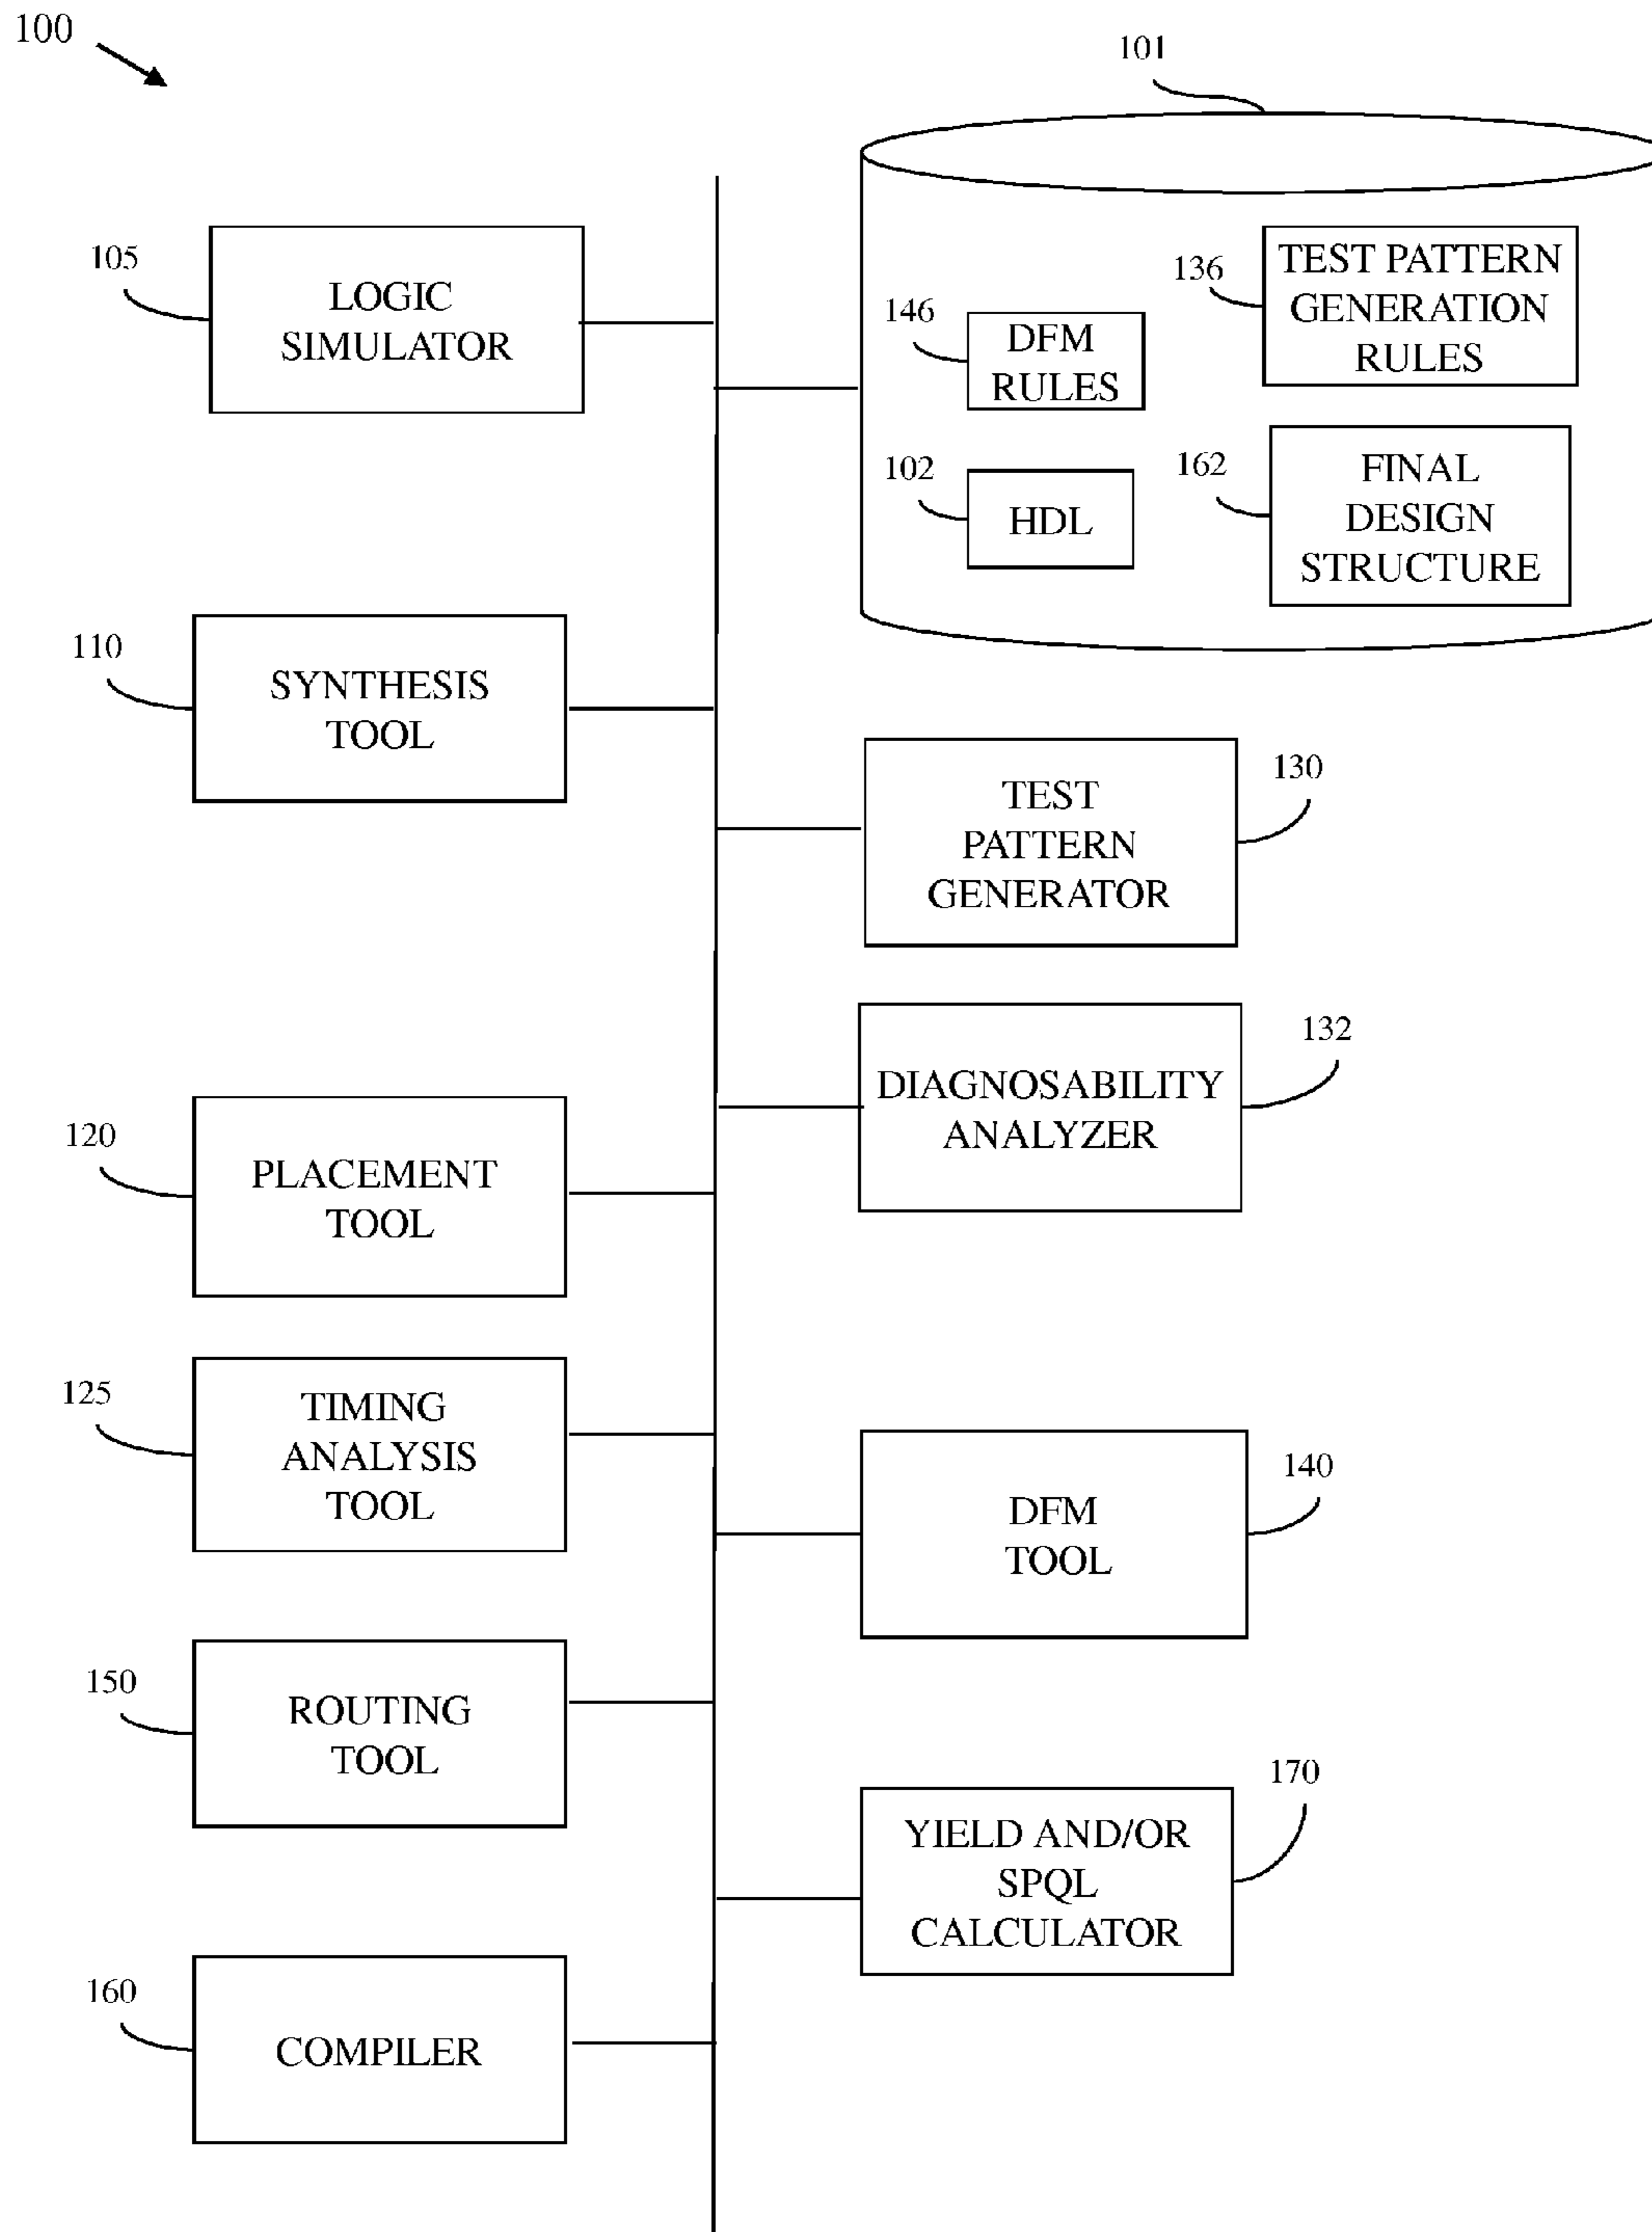 100
101
105
LOGIC
SIMULATOR
146
DFM
RULES
136
TEST PATTERN
GENERATION
RULES
102
HDL
162
FINAL
DESIGN
STRUCTURE
110
SYNTHESIS
TOOL
130
TEST
PATTERN
GENERATOR
132
DIAGNOSABILITY
ANALYZER
120
PLACEMENT
TOOL
125
TIMING
ANALYSIS
TOOL
140
DFM
TOOL
150
ROUTING
TOOL
170
YIELD AND/OR
SPQL
CALCULATOR
160
COMPILER